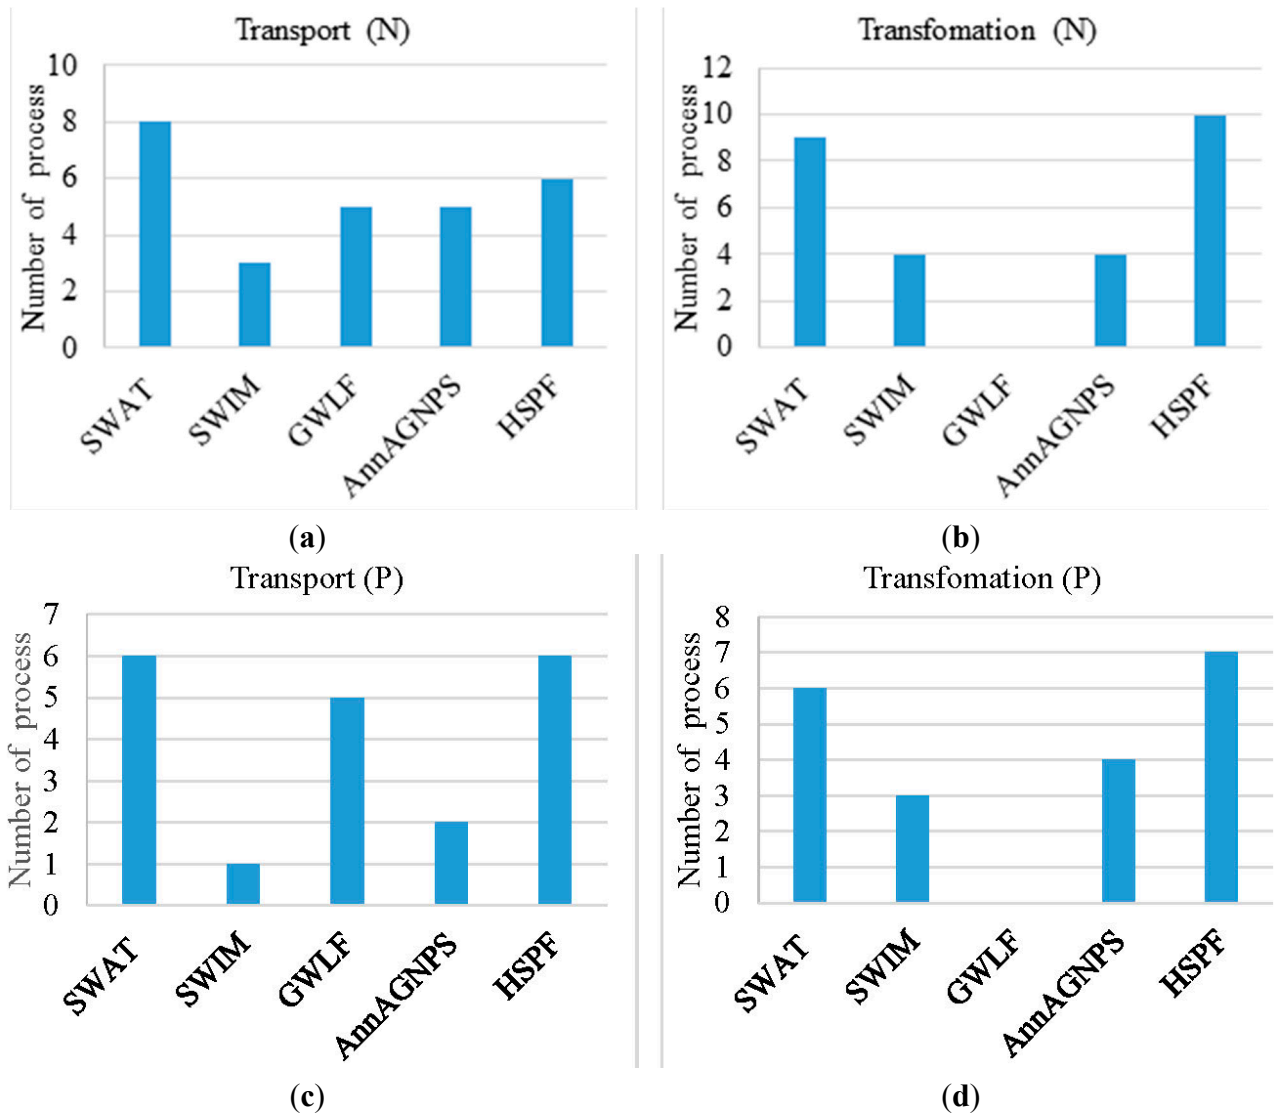 Transport (N)
Number of process
10
8
6
4
2
0
SWAT
SWIM
GWLF
AnnAGNPS
HSPF
(a)
Transfomation (N)
Number of process
12
10
8
6
4
2
0
SWAT
SWIM
GWLF
AnnAGNPS
HSPF
(b)
Transport (P)
Number of process
7
6
5
4
3
2
1
0
SWAT
SWIM
GWLF
AnnAGNPS
HSPF
(c)
Transfomation (P)
Number of process
8
7
6
5
4
3
2
1
0
SWAT
SWIM
GWLF
AnnAGNPS
HSPF
(d)